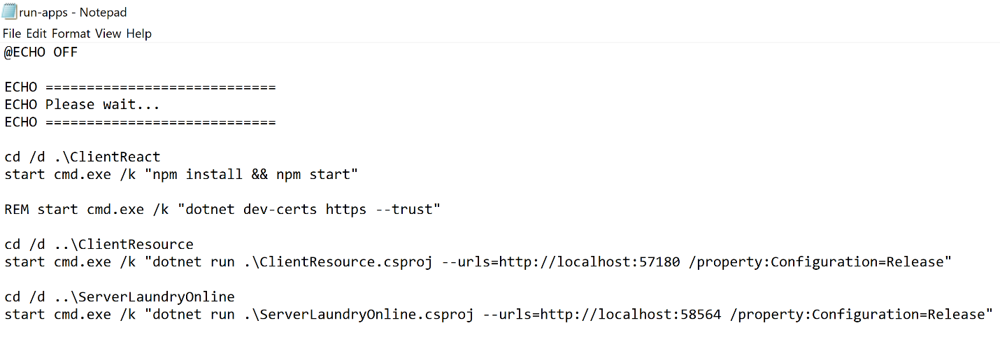 run-apps - Notepad
File Edit Format View Help
@ECHO OFF
ECHO ============================
ECHO Please wait...
ECHO ============================
cd /d .\ClientReact
start cmd.exe /k "npm install && npm start"
REM start cmd.exe /k "dotnet dev-certs https --trust"
cd /d ..\ClientResource
start cmd.exe /k "dotnet run .\ClientResource.csproj --urls=http://localhost:57180 /property:Configuration=Release"
cd /d ..\ServerLaundryOnline
start cmd.exe /k "dotnet run .\ServerLaundryOnline.csproj --urls=http://localhost:58564 /property:Configuration=Release"